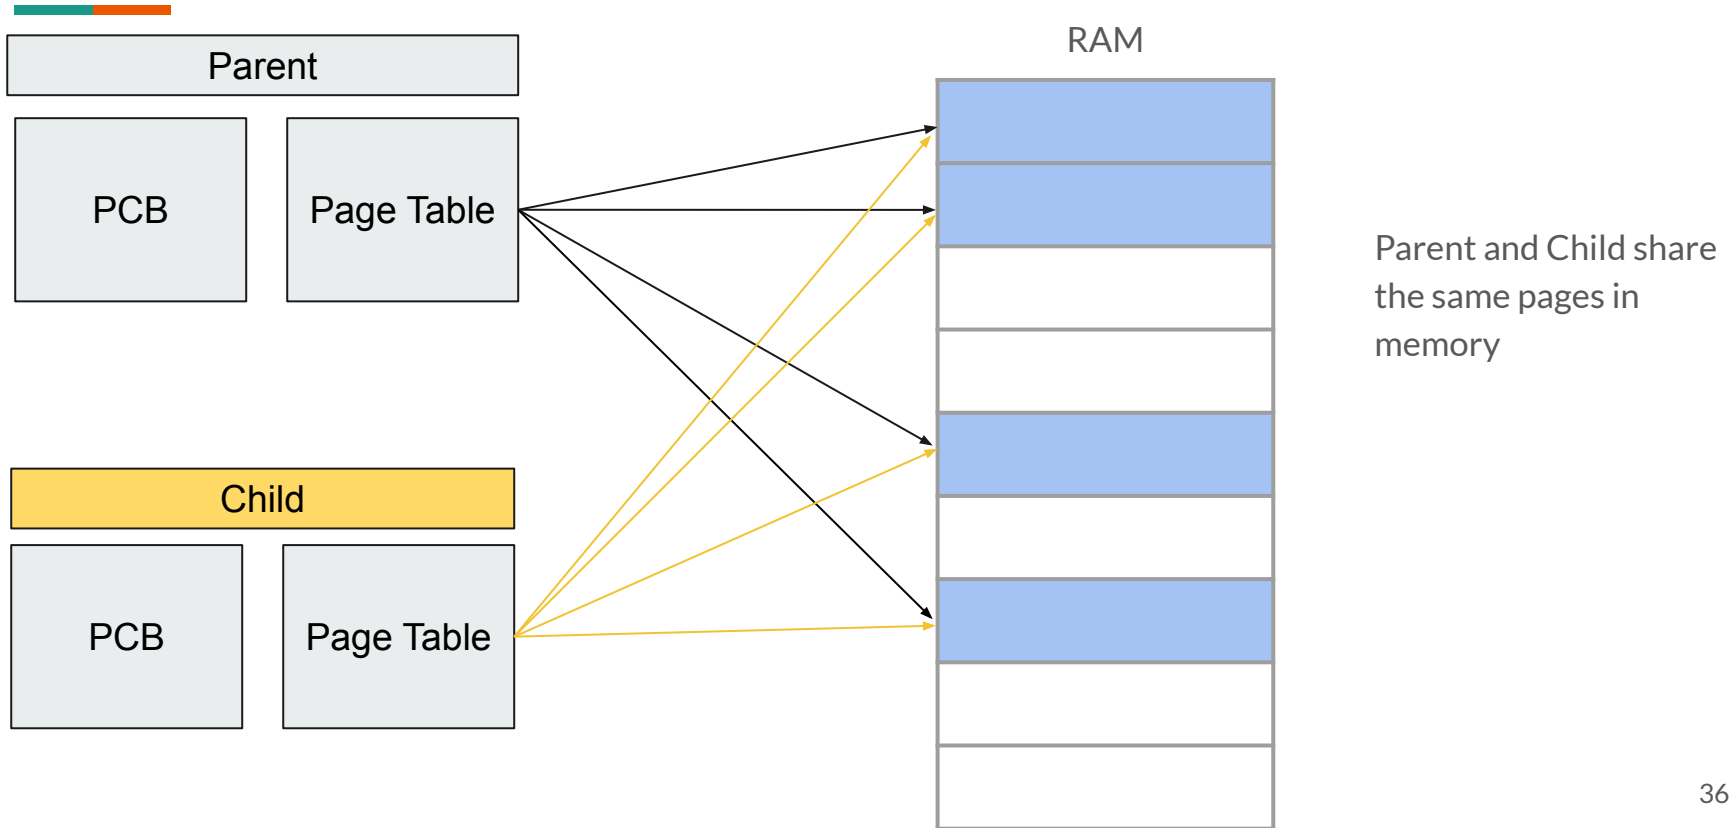 Parent
RAM
PCB
Page Table
Parent and Child share
the same pages in
memory
Child
PCB
Page Table
36